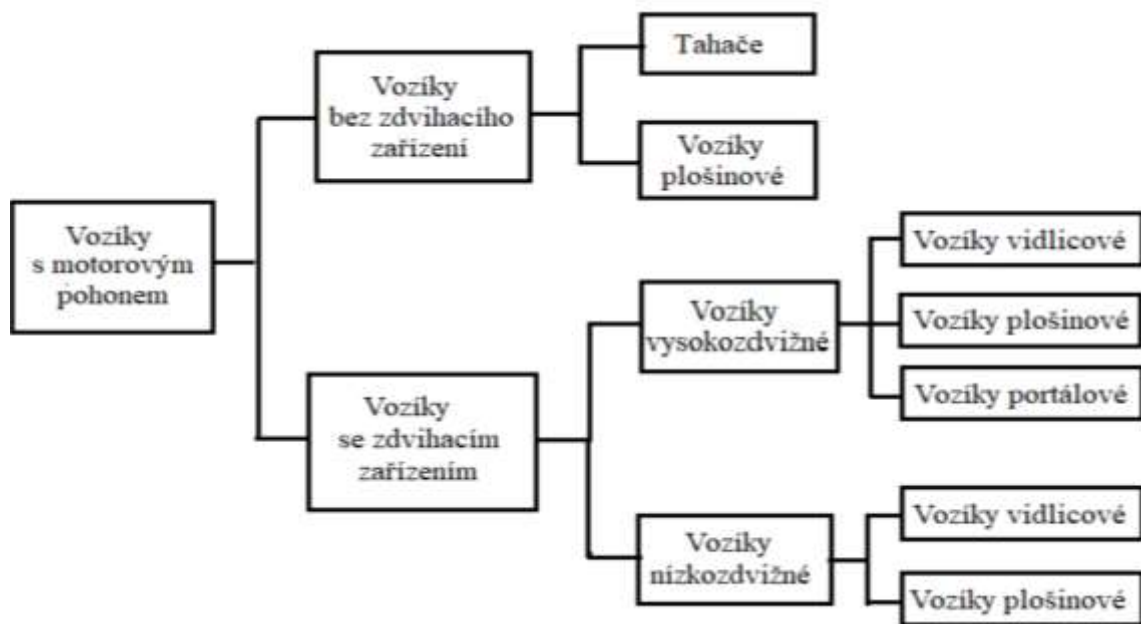 Vozíky
s motorovým
pohonem
Vozíky
bez zdvihacího
zařízení
Tahače
Vozíky
plošinové
Vozíky
se zdvihacím
zařízením
Vozíky
vysokozdvižné
Vozíky vidlicové
Vozíky plošinové
Vozíky portálové
Vozíky
nízkozdvižné
Vozíky vidlicové
Vozíky plošinové